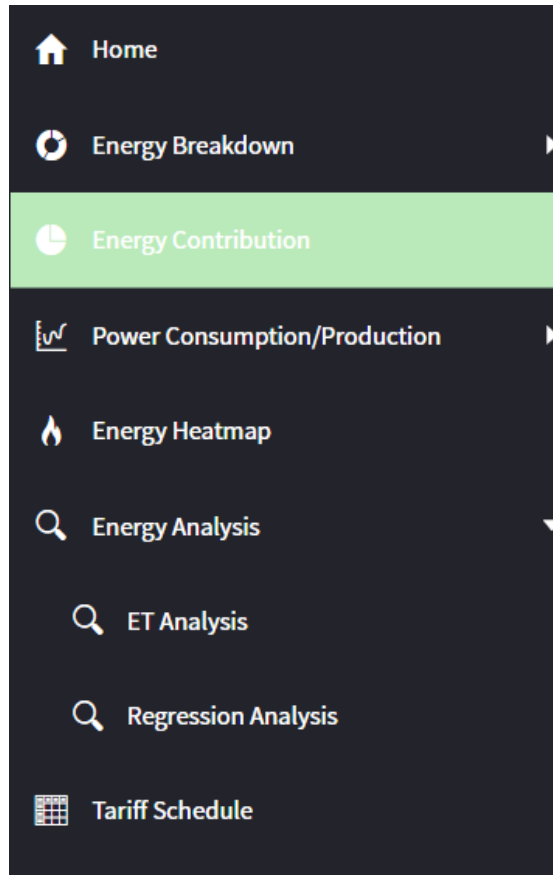 Home
Energy Breakdown
Energy Contribution
Power Consumption/Production
Energy Heatmap
Energy Analysis
ET Analysis
Regression Analysis
Tariff Schedule